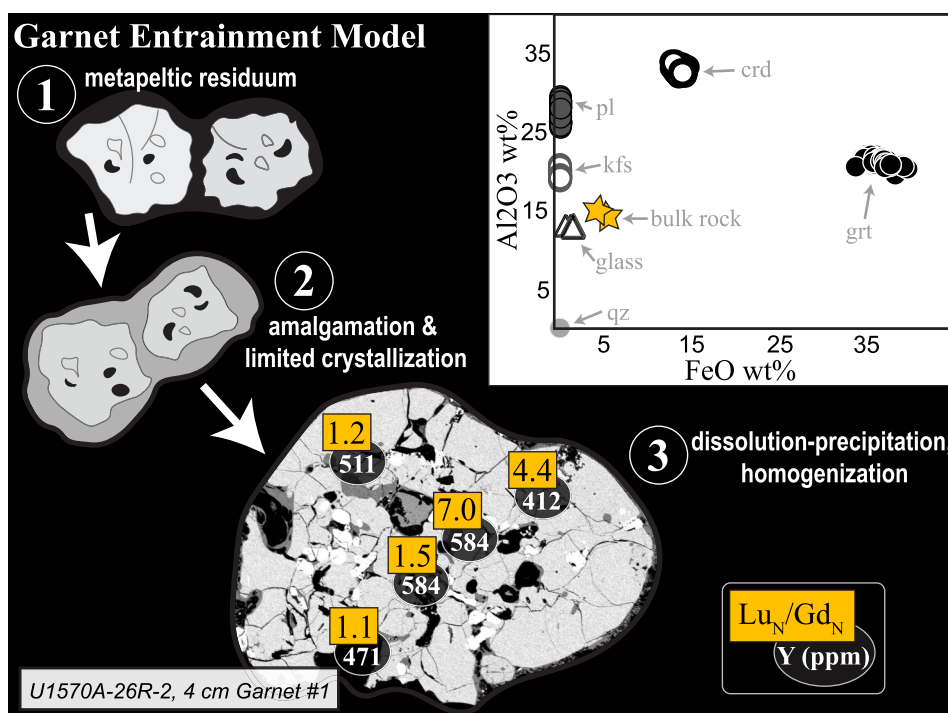 Garnet Entrainment Model
1
metapeltic residuum
2
amalgamation &
limited crystallization
3
dissolution-precipitation,
homogenization
35
25
15
5
Al2O3 wt%
5
15
25
35
FeO wt%
crd
pl
kfs
bulk rock
glass
grt
qz
1.2
511
4.4
412
7.0
584
1.5
584
1.1
471
LuN/GdN
Y (ppm)
U1570A-26R-2, 4 cm Garnet #1